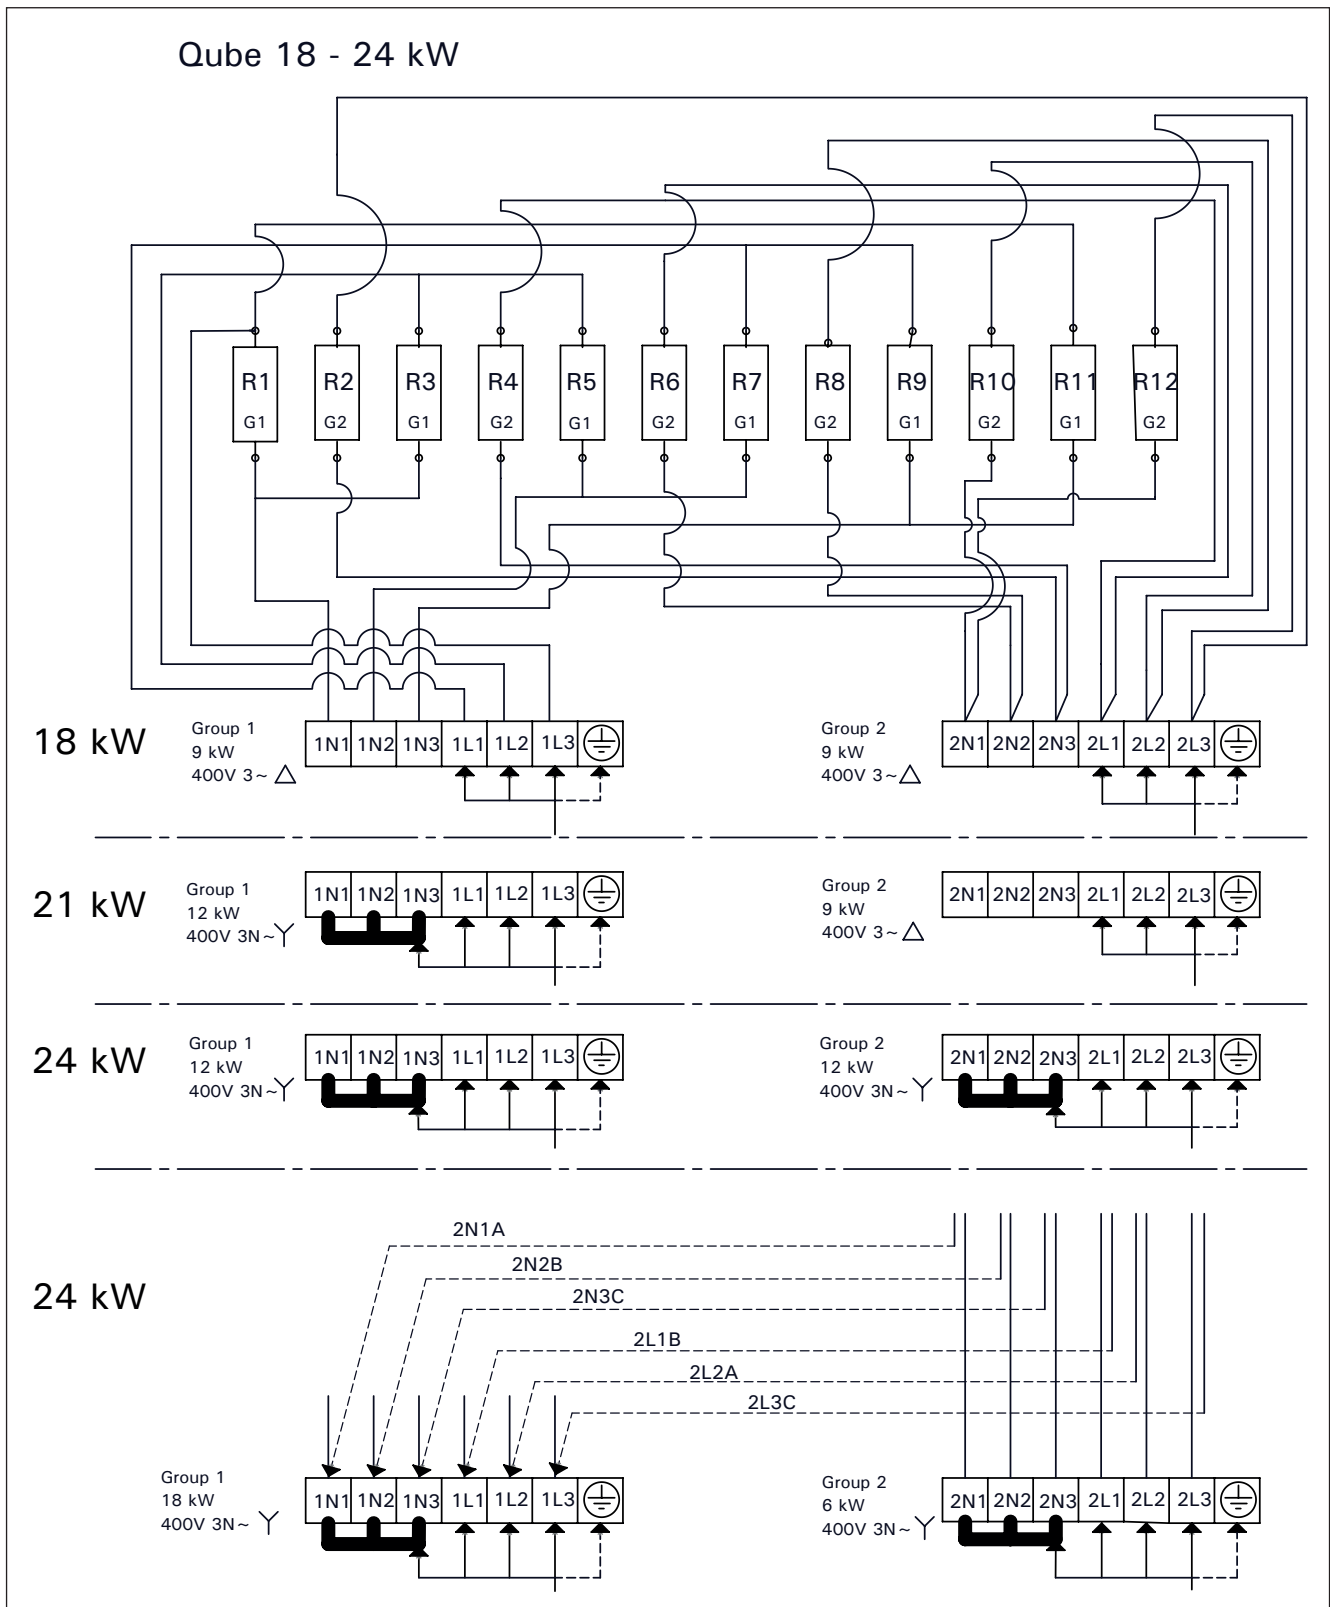 Qube 18 - 24 kW
R1 R2 R3 R4 R5 R6 R7 R8 R9 R10 R11 R12
G1 G2 G1 G2 G1 G2 G1 G2 G1 G2 G1 G2
18 kW
Group 1
9 kW
400V 3~
1N1 1N2 1N3 1L1 1L2 1L3
Group 2
9 kW
400V 3~
2N1 2N2 2N3 2L1 2L2 2L3
21 kW
Group 1
12 kW
400V 3N~
1N1 1N2 1N3 1L1 1L2 1L3
Group 2
9 kW
400V 3~
2N1 2N2 2N3 2L1 2L2 2L3
24 kW
Group 1
12 kW
400V 3N~
1N1 1N2 1N3 1L1 1L2 1L3
Group 2
12 kW
400V 3N~
2N1 2N2 2N3 2L1 2L2 2L3
24 kW
2N1A
2N2B
2N3C
2L1B
2L2A
2L3C
Group 1
18 kW
400V 3N~
1N1 1N2 1N3 1L1 1L2 1L3
Group 2
6 kW
400V 3N~
2N1 2N2 2N3 2L1 2L2 2L3